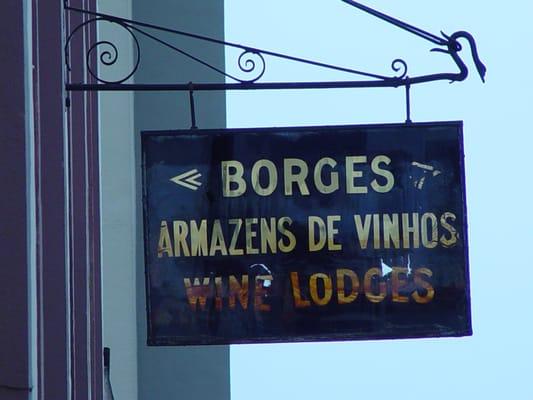 « BORGES
ARMAZENS DE VINHOS
WINE LODGES